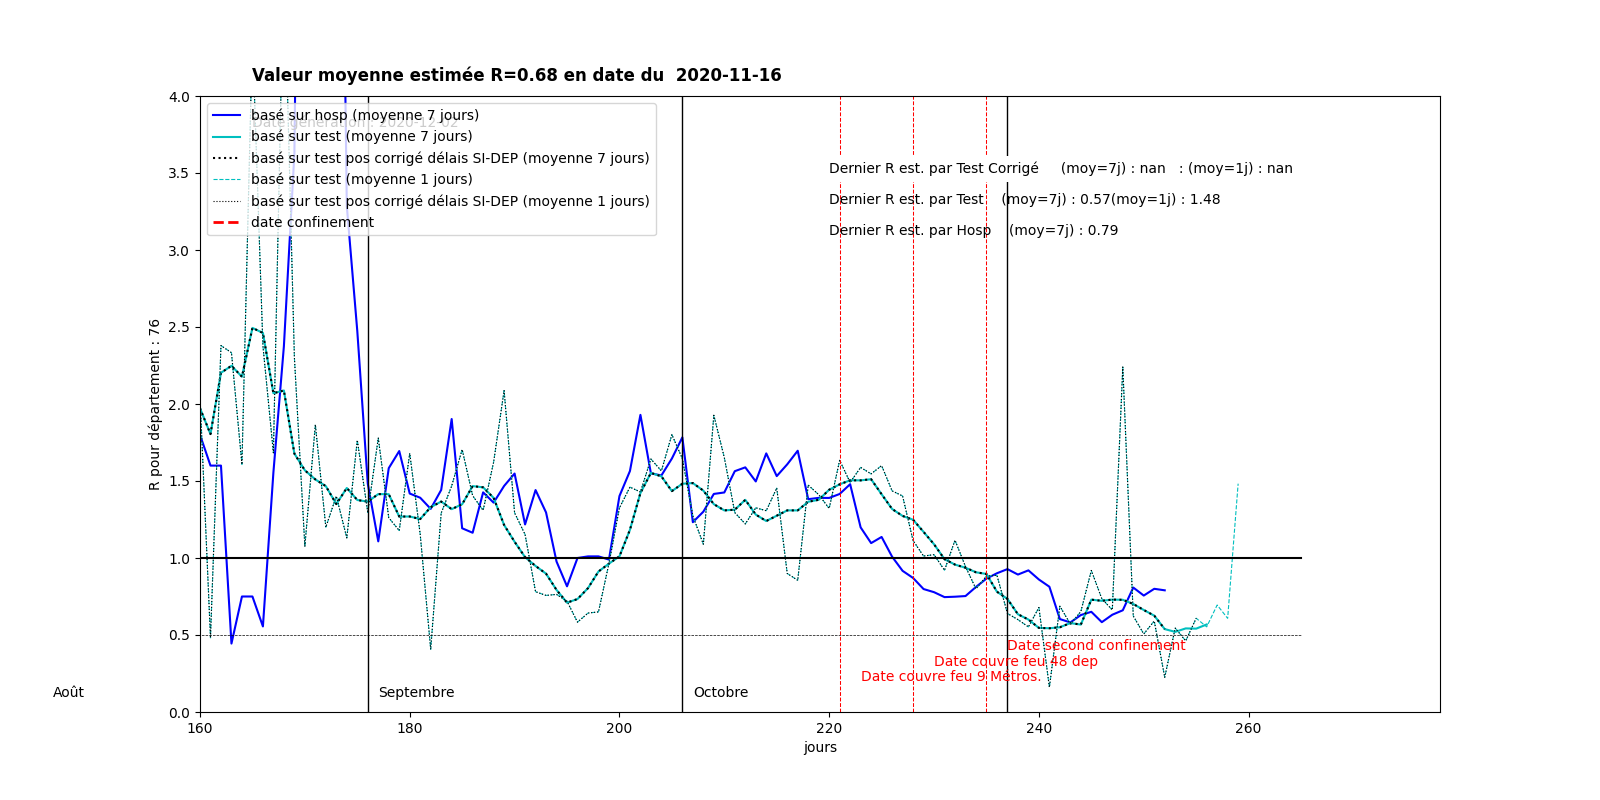 Valeur moyenne estimée R=0.68 en date du  2020-11-16
4.0
3.5
3.0
2.5
2.0
1.5
1.0
0.5
0.0
R pour département : 76
basé sur hosp (moyenne 7 jours)
basé sur test (moyenne 7 jours)
basé sur test pos corrigé délais SI-DEP (moyenne 7 jours)
basé sur test (moyenne 1 jours)
basé sur test pos corrigé délais SI-DEP (moyenne 1 jours)
date confinement
Dernier R est. par Test Corrigé     (moy=7j) : nan   : (moy=1j) : nan
Dernier R est. par Test    (moy=7j) : 0.57(moy=1j) : 1.48
Dernier R est. par Hosp    (moy=7j) : 0.79
Date second confinement
Date couvre feu 48 dep
Date couvre feu 9 Métros.
Août
Septembre
Octobre
160
180
200
220
240
260
jours